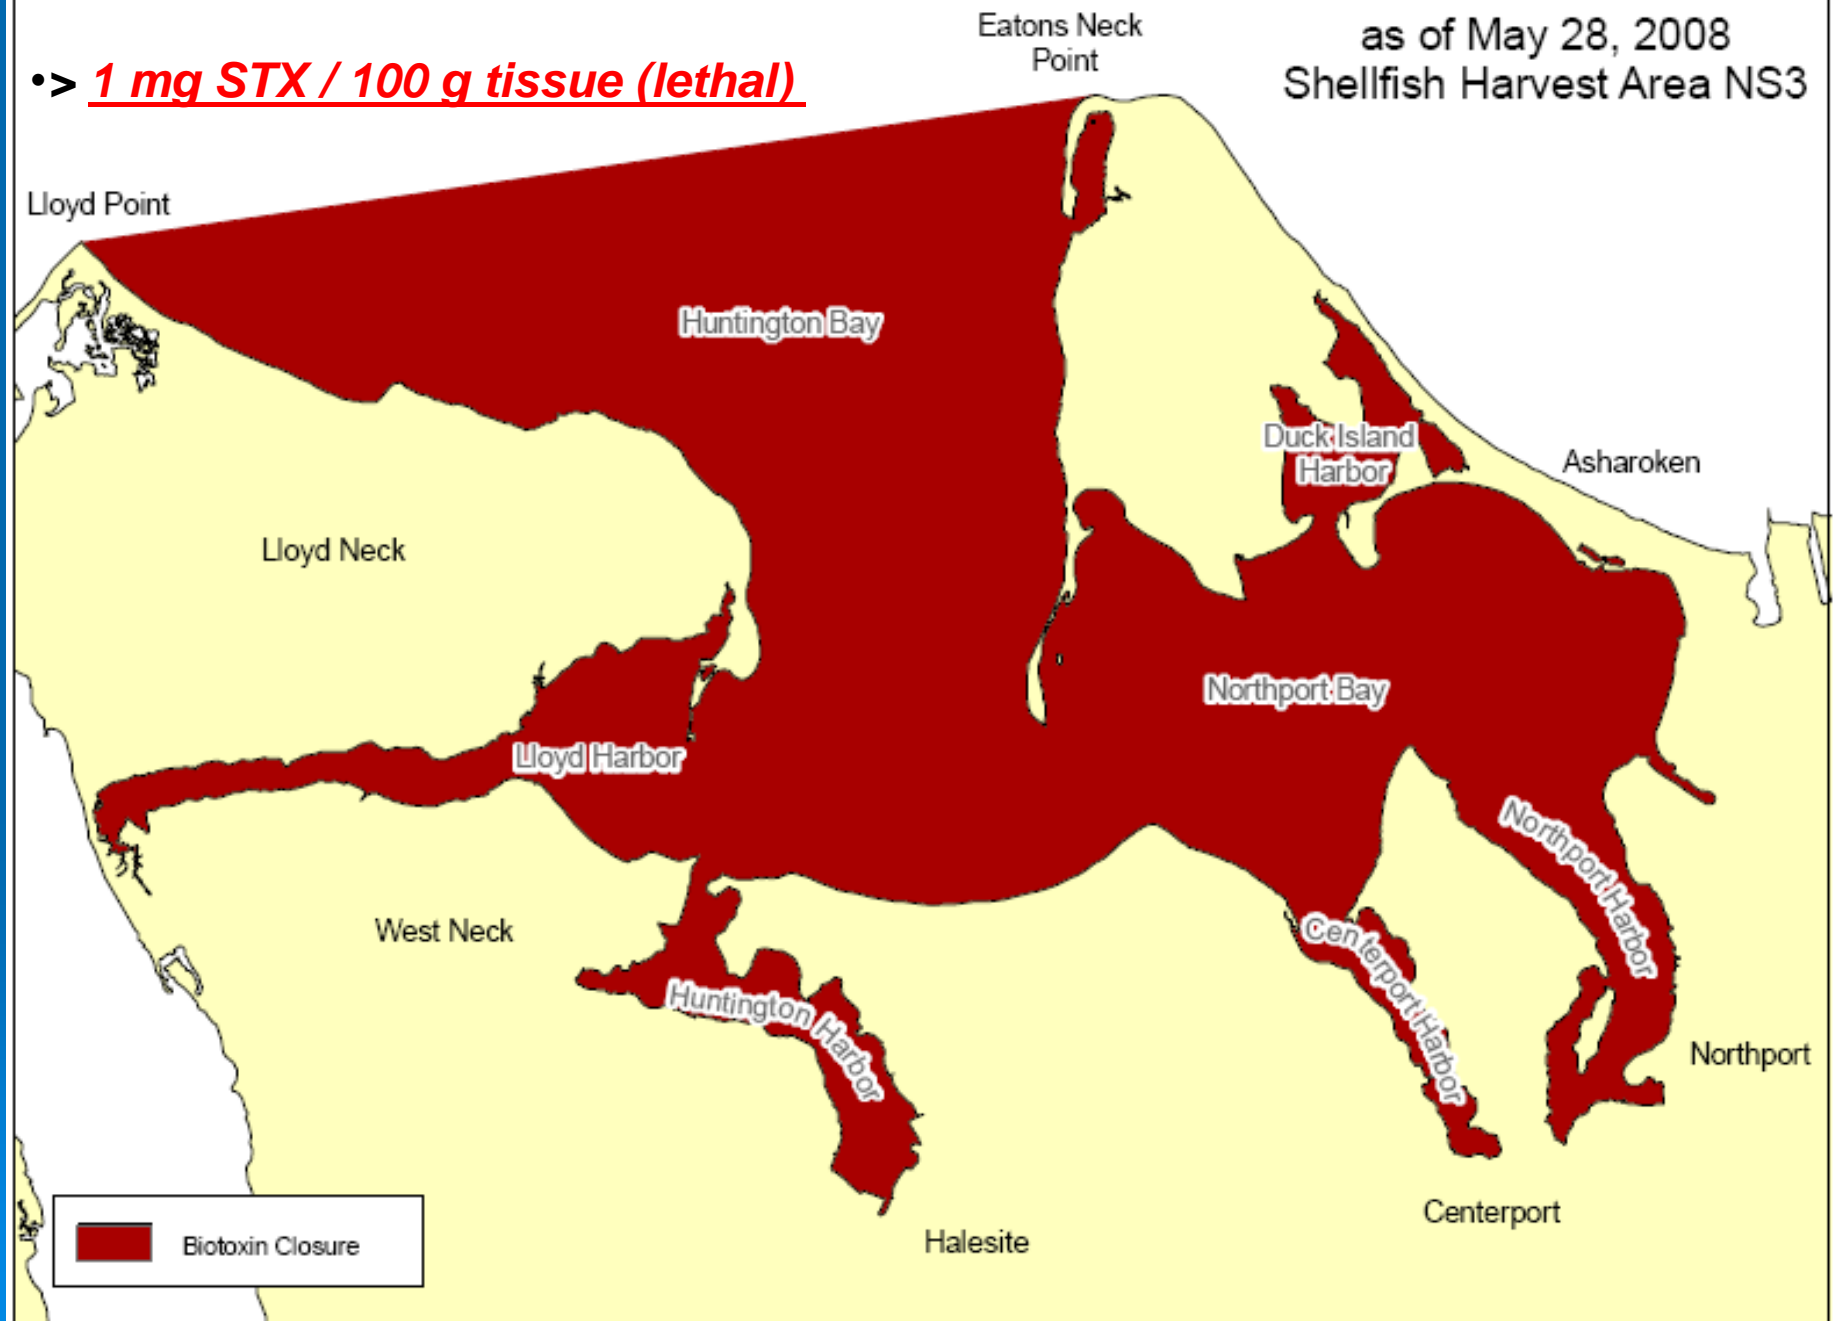 Eatons Neck
Point
as of May 28, 2008
Shellfish Harvest Area NS3
•> 1 mg STX / 100 g tissue (lethal)
Lloyd Point
Huntington Bay
Duck Island
Harbor
Asharoken
Lloyd Neck
Northport Bay
Lloyd Harbor
Northport Harbor
West Neck
Centerport Harbor
Huntington Harbor
Northport
Centerport
Halesite
Biotoxin Closure